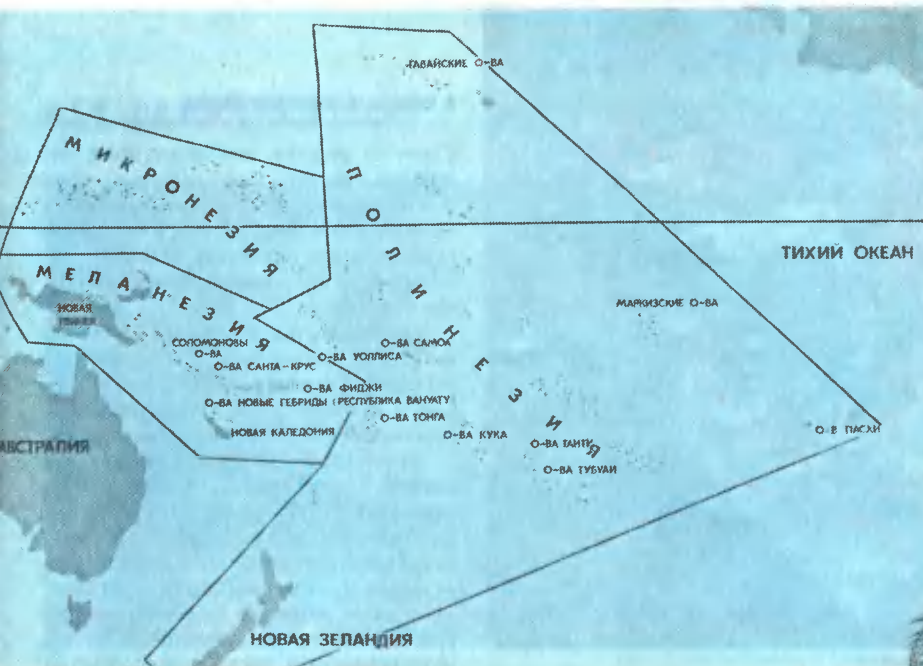 ГАВАЙСКИЕ О-ВА
МИКРОНЕЗИЯ
ПОЛИНЕЗИЯ
ТИХИЙ ОКЕАН
МЕЛАНЕЗИЯ
НОВАЯ
ГВИНЕЯ
МАРКИЗСКИЕ О-ВА
СОЛОМОНОВЫ
О-ВА
О-ВА САМОА
О-ВА УОЛЛИСА
О-ВА САНТА-КРУС
О-ВА ФИДЖИ
О-ВА НОВЫЕ ГЕБРИДЫ (РЕСПУБЛИКА ВАНУАТУ
О-ВА ТОНГА
НОВАЯ КАЛЕДОНИЯ
О-ВА КУКА
О-В ПАСХИ
АВСТРАЛИЯ
О-ВА ТАИТИ
О-ВА ТУБУАИ
НОВАЯ ЗЕЛАНДИЯ